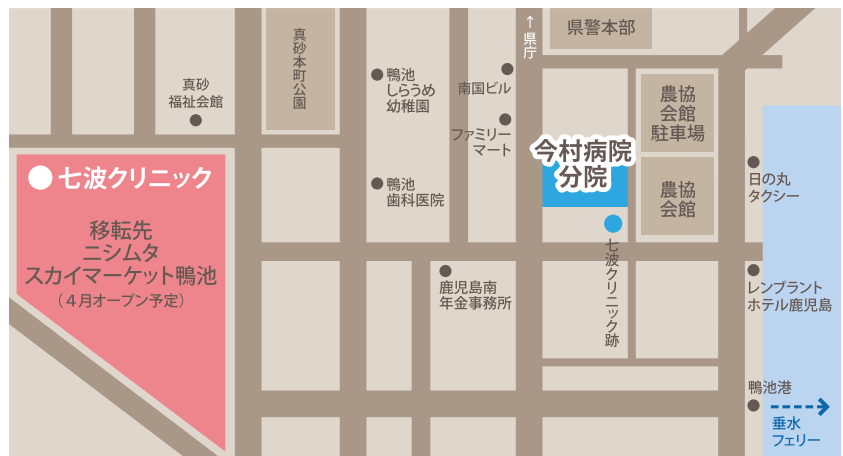 真砂
福祉会館
真砂本町公園
鴨池
しらうめ
幼稚園
鴨池
歯科医院
南国ビル
ファミリー
マート
↑県庁
県警本部
農協
会館
駐車場
農協
会館
今村病院
分院
七波クリニック跡
日の丸
タクシー
七波クリニック
移転先
ニシムタ
スカイマーケット鴨池
(4月オープン予定)
鹿児島南
年金事務所
レンブラント
ホテル鹿児島
鴨池港
垂水
フェリー